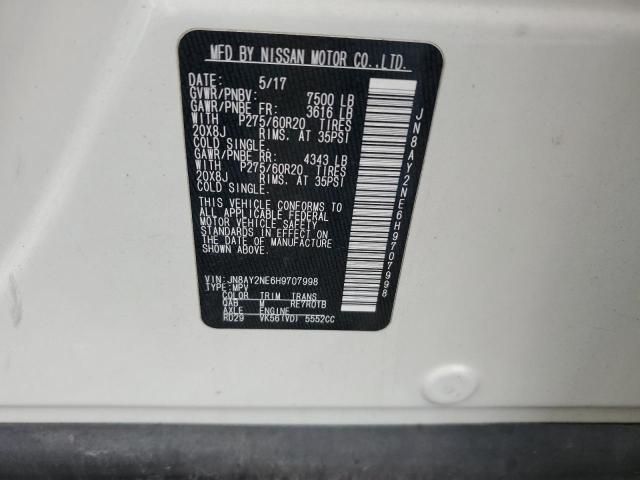 MFD BY NISSAN MOTOR CO.,LTD.
DATE: 5/17
GVWR/PNBV: 7500 LB
GAWR/PNBE FR: 3616 LB
WITH P275/60R20 TIRES
20X8J RIMS. AT 35PSI
COLD SINGLE.
GAWR/PNBE RR: 4343 LB
WITH P275/60R20 TIRES
20X8J RIMS. AT 35PSI
COLD SINGLE.
THIS VEHICLE CONFORMS TO
ALL APPLICABLE FEDERAL
MOTOR VEHICLE SAFETY
STANDARDS IN EFFECT ON
THE DATE OF MANUFACTURE
SHOWN ABOVE.
VIN:JN8AY2NE6H9707998
TYPE:MPV
COLOR TRIM TRANS
QAB M RE7R01B
AXLE ENGINE
RD29 VK56(VD) 5552CC
JN8AY2NE6H9707998